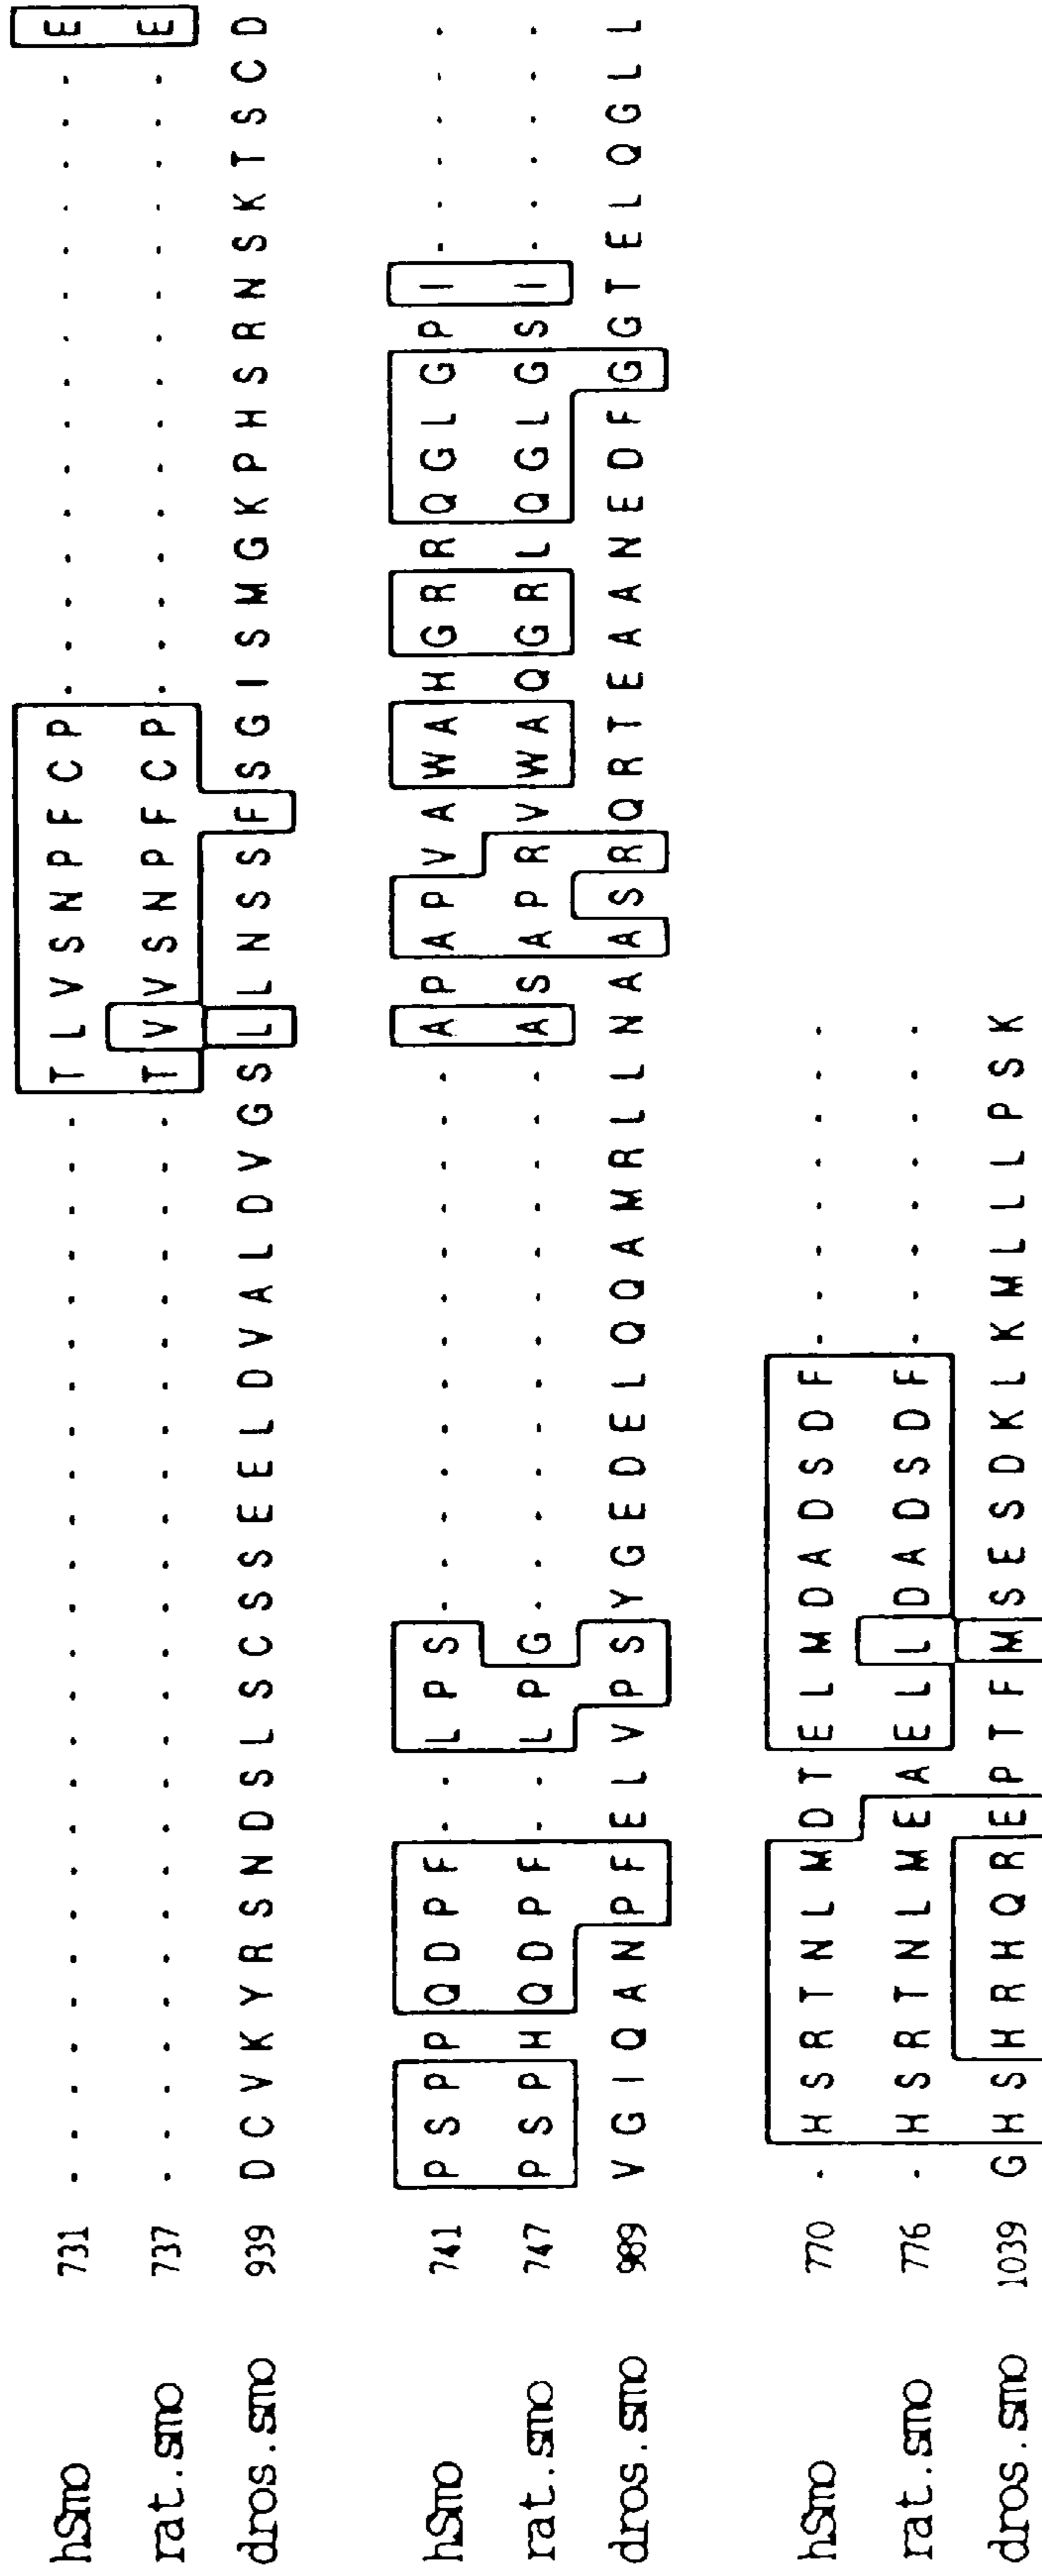 hSmo 731 . . . . . . . . . . . . . . . . . . . . . . . . . T L V S N P F C P . . . . . . . . . . . . . . . E
rat.smo 737 . . . . . . . . . . . . . . . . . . . . . . . . . T V V S N P F C P . . . . . . . . . . . . . . . E
dros.smo 939 D C V K Y R S N D S L S C S S E E L D V A L D V G S L L N S S F S G I S M G K P H S R N S K T S C D
hSmo 741 P S P P Q D P F . . L P S . . . . . . . . . . . . . A P A P V A W A H G R R Q G L G P I . . . . . .
rat.smo 747 P S P H Q D P F . . L P G . . . . . . . . . . . . . A S A P R V W A Q G R L Q G L G S I . . . . . .
dros.smo 989 V G I Q A N P F E L V P S Y G E D E L Q Q A M R L L N A A S R Q R T E A A N E D F G G T E L Q G L L
hSmo 770 . H S R T N L M D T E L M D A D S D F . . . . . . . .
rat.smo 776 . H S R T N L M E A E L L D A D S D F . . . . . . . .
dros.smo 1039 G H S H R H Q R E P T F M S E S D K L K M L L L P S K